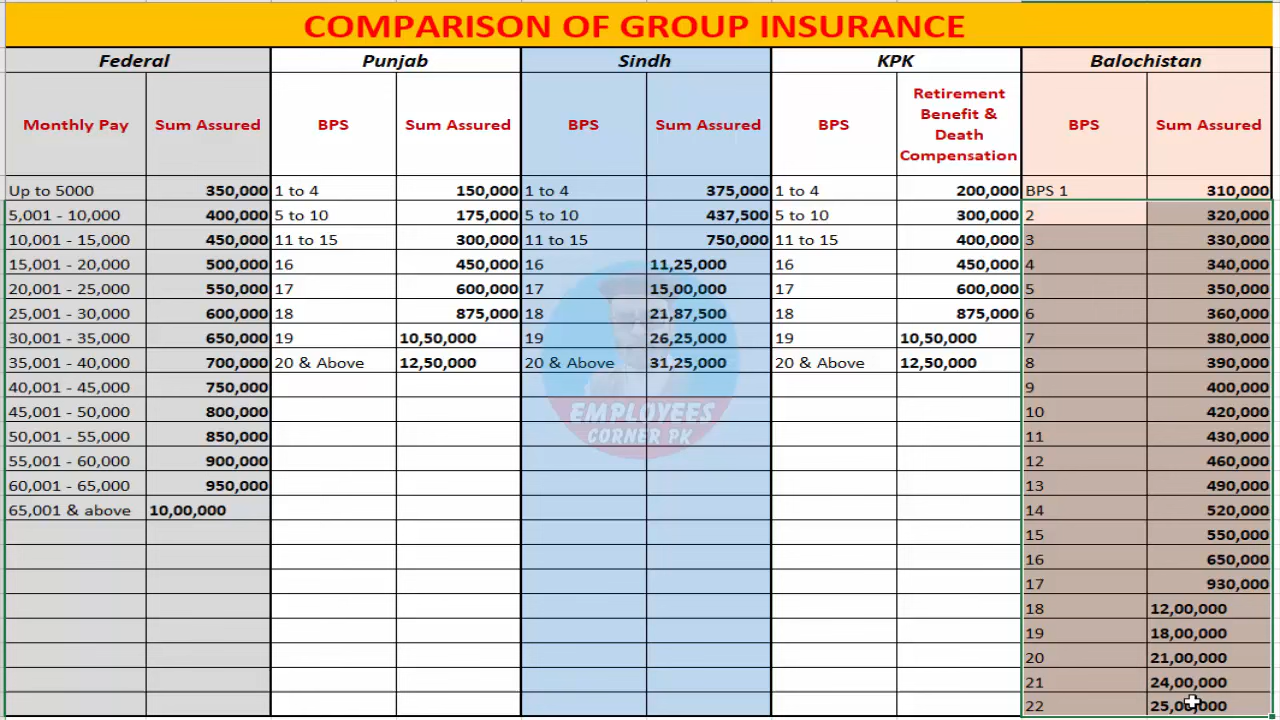 COMPARISON OF GROUP INSURANCE
Federal Punjab Sindh KPK Balochistan
Monthly Pay Sum Assured BPS Sum Assured BPS Sum Assured BPS Retirement Benefit & Death Compensation BPS Sum Assured
Up to 5000 350,000 1 to 4 150,000 1 to 4 375,000 1 to 4 200,000 BPS 1 310,000
5,001 - 10,000 400,000 5 to 10 175,000 5 to 10 437,500 5 to 10 300,000 2 320,000
10,001 - 15,000 450,000 11 to 15 300,000 11 to 15 750,000 11 to 15 400,000 3 330,000
15,001 - 20,000 500,000 16 450,000 16 11,25,000 16 450,000 4 340,000
20,001 - 25,000 550,000 17 600,000 17 15,00,000 17 600,000 5 350,000
25,001 - 30,000 600,000 18 875,000 18 21,87,500 18 875,000 6 360,000
30,001 - 35,000 650,000 19 10,50,000 19 26,25,000 19 10,50,000 7 380,000
35,001 - 40,000 700,000 20 & Above 12,50,000 20 & Above 31,25,000 20 & Above 12,50,000 8 390,000
40,001 - 45,000 750,000 9 400,000
45,001 - 50,000 800,000 EMPLOYEES 10 420,000
50,001 - 55,000 850,000 CORNER PK 11 430,000
55,001 - 60,000 900,000 12 460,000
60,001 - 65,000 950,000 13 490,000
65,001 & above 10,00,000 14 520,000
15 550,000
16 650,000
17 930,000
18 12,00,000
19 18,00,000
20 21,00,000
21 24,00,000
22 25,00,000